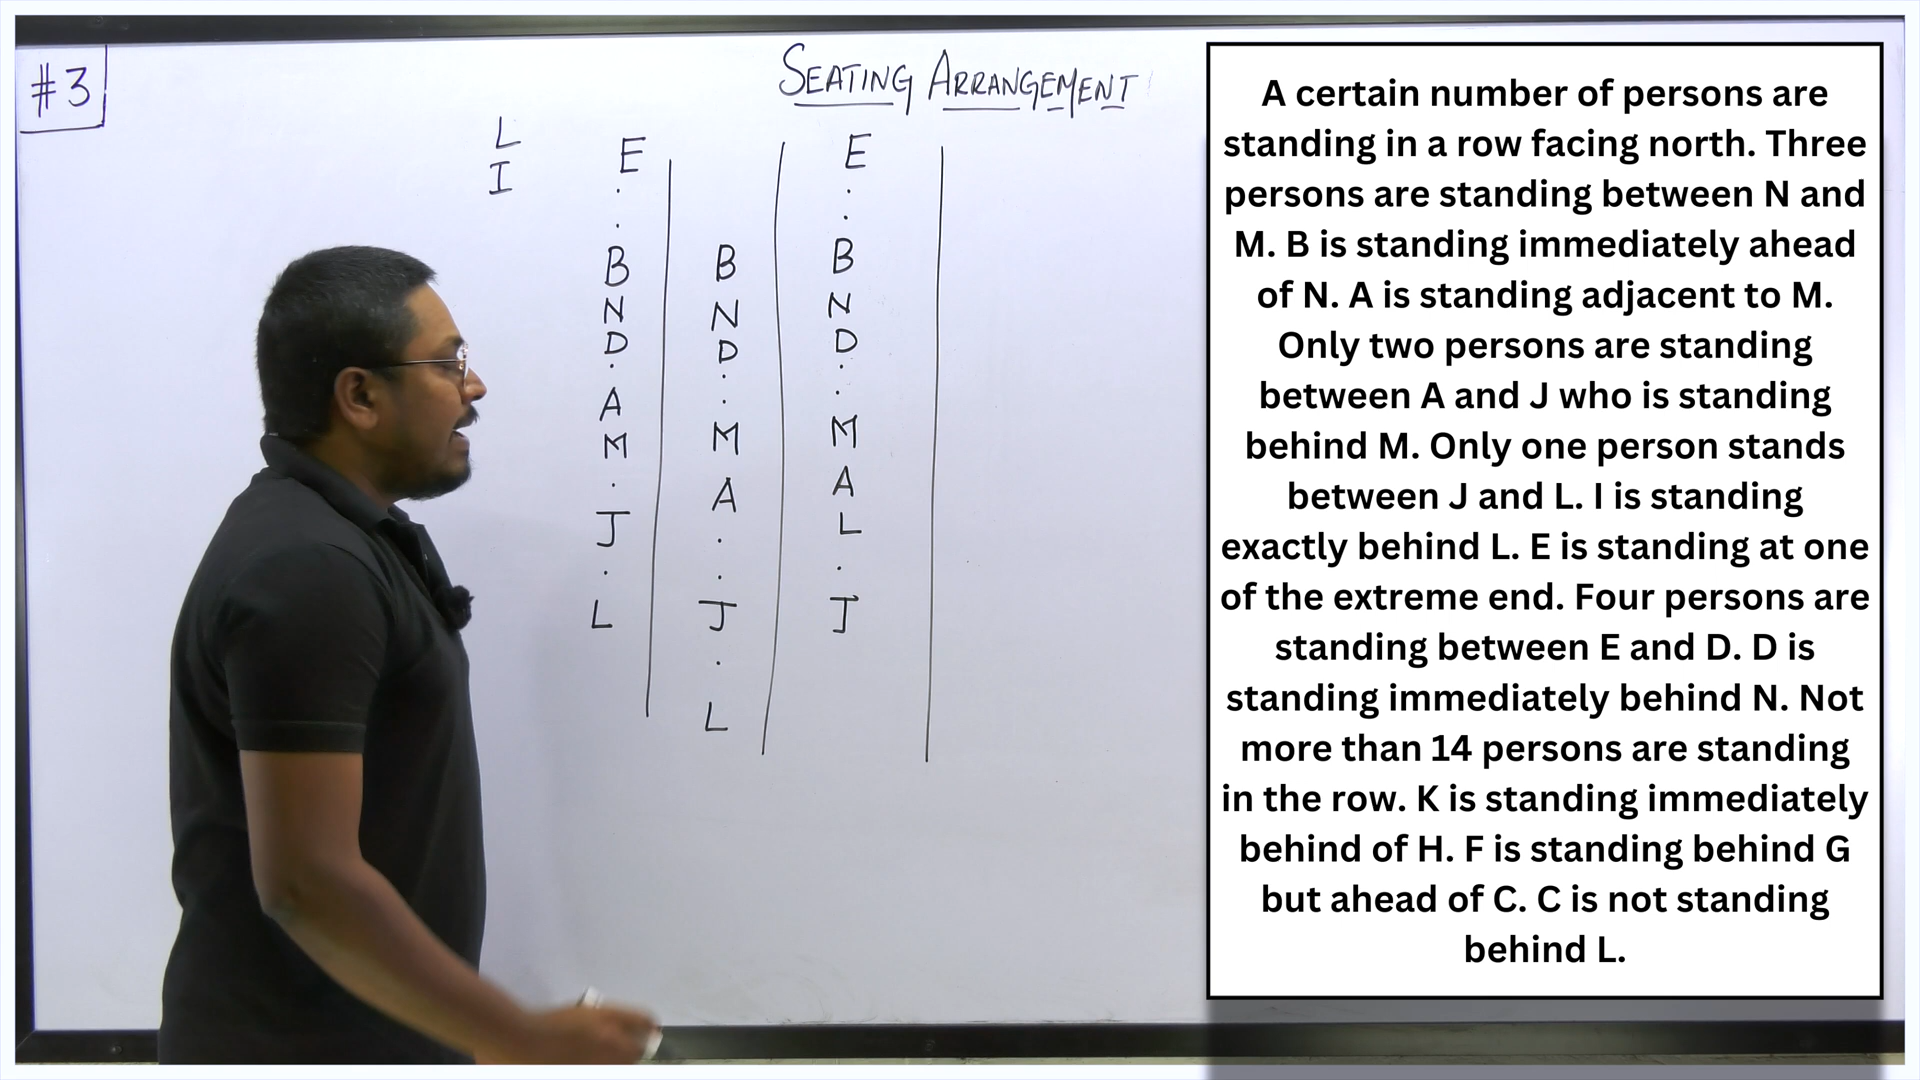 #3
SEATING ARRANGEMENT
L
I
E
.
.
B
N
D
.
A
M
.
J
.
L
B
N
D
.
.
M
A
.
.
J
.
L
E
.
.
B
N
D
.
.
M
A
L
.
J
A certain number of persons are
standing in a row facing north. Three
persons are standing between N and
M. B is standing immediately ahead
of N. A is standing adjacent to M.
Only two persons are standing
between A and J who is standing
behind M. Only one person stands
between J and L. I is standing
exactly behind L. E is standing at one
of the extreme end. Four persons are
standing between E and D. D is
standing immediately behind N. Not
more than 14 persons are standing
in the row. K is standing immediately
behind of H. F is standing behind G
but ahead of C. C is not standing
behind L.